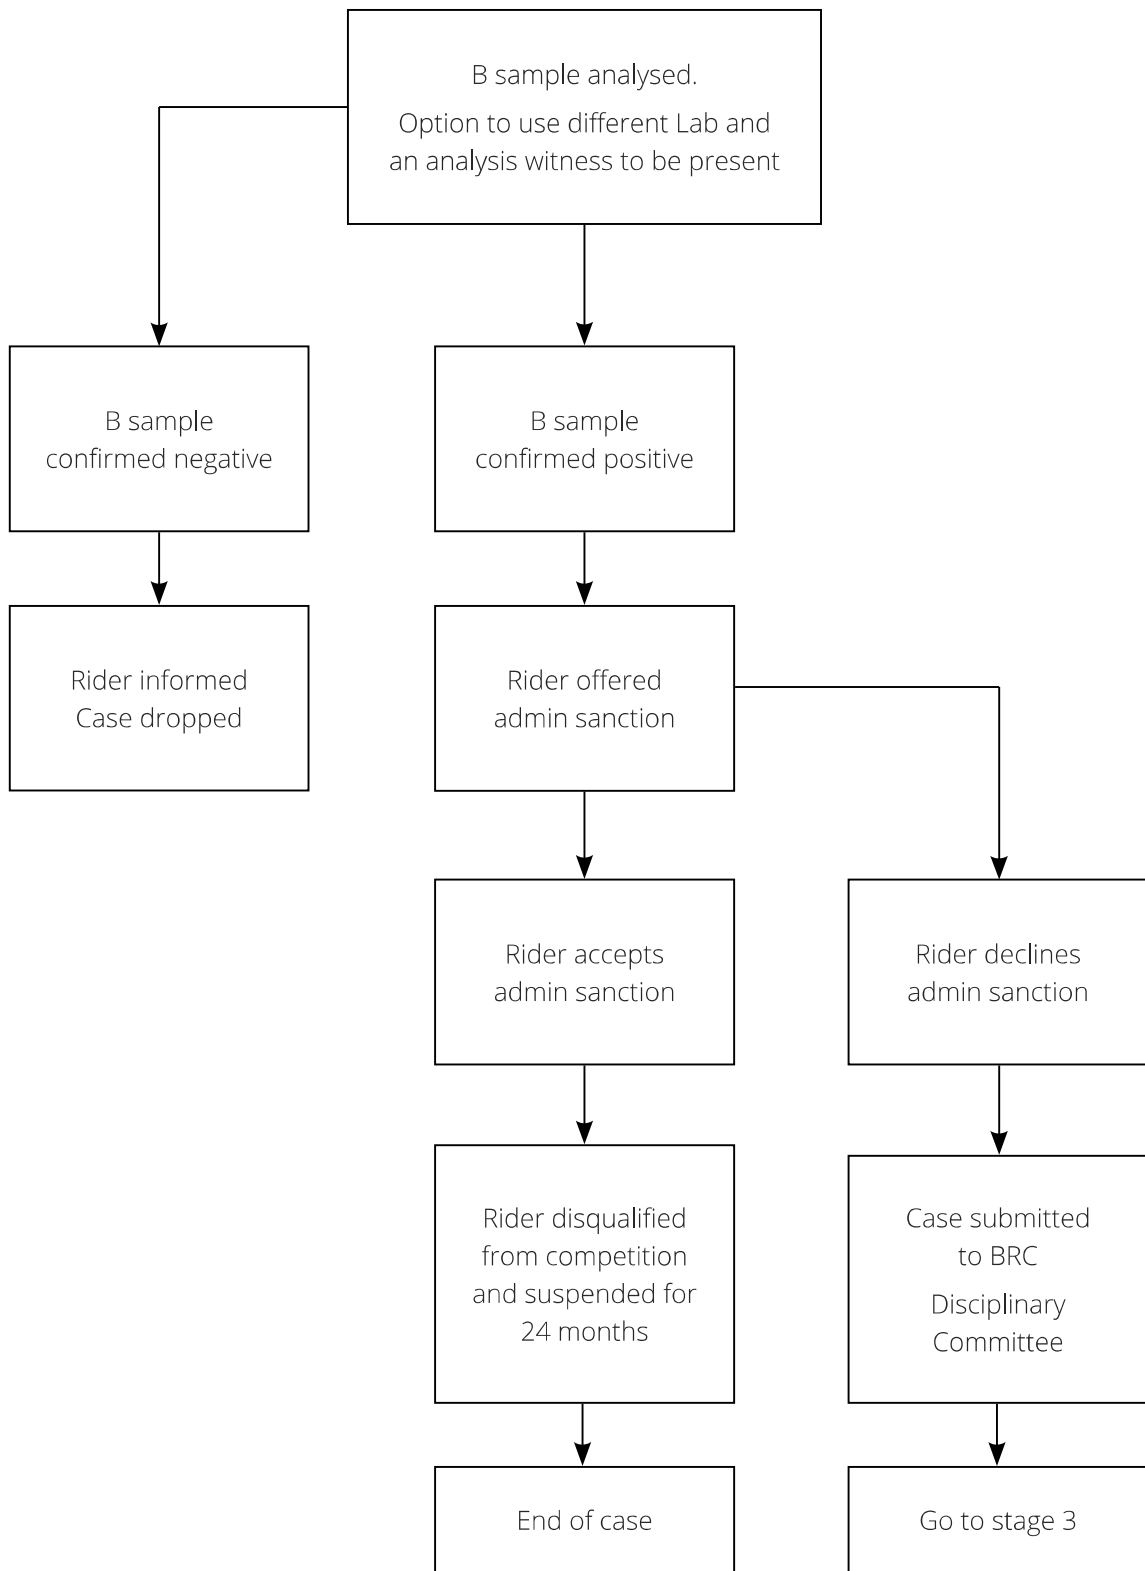 B sample analysed.
Option to use different Lab and
an analysis witness to be present
B sample
confirmed negative
B sample
confirmed positive
Rider informed
Case dropped
Rider offered
admin sanction
Rider accepts
admin sanction
Rider declines
admin sanction
Rider disqualified
from competition
and suspended for
24 months
Case submitted
to BRC
Disciplinary
Committee
End of case
Go to stage 3